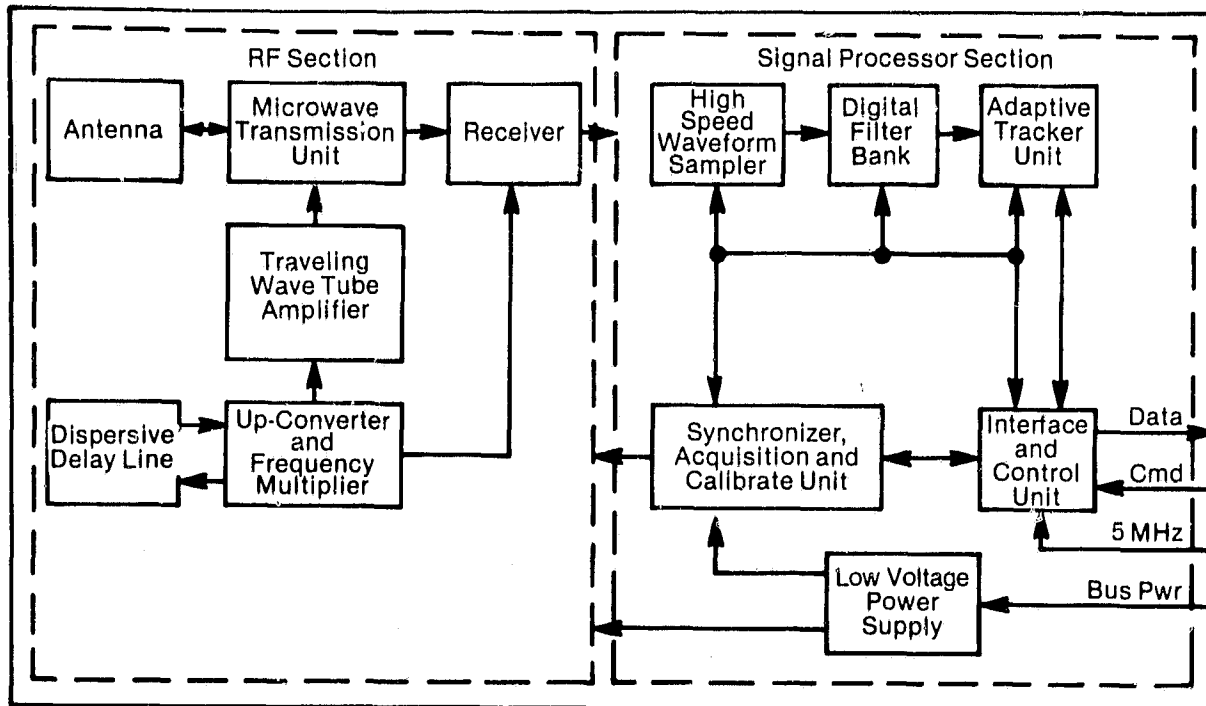 RF Section
Antenna
Microwave
Transmission
Unit
Receiver
Traveling
Wave Tube
Amplifier
Dispersive
Delay Line
Up-Converter
and
Frequency
Multiplier
Signal Processor Section
High
Speed
Waveform
Sampler
Digital
Filter
Bank
Adaptive
Tracker
Unit
Synchronizer,
Acquisition and
Calibrate Unit
Interface
and
Control
Unit
Low Voltage
Power
Supply
Data
Cmd
5 MHz
Bus Pwr